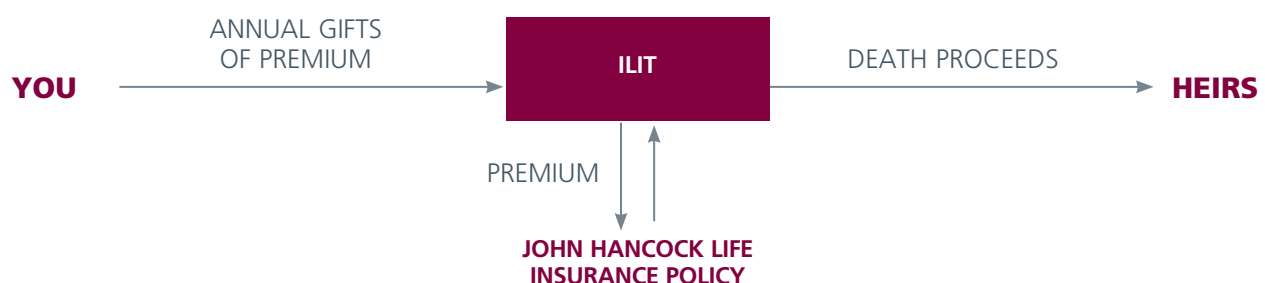 ANNUAL GIFTS
OF PREMIUM
YOU
ILIT
DEATH PROCEEDS
HEIRS
PREMIUM
JOHN HANCOCK LIFE
INSURANCE POLICY